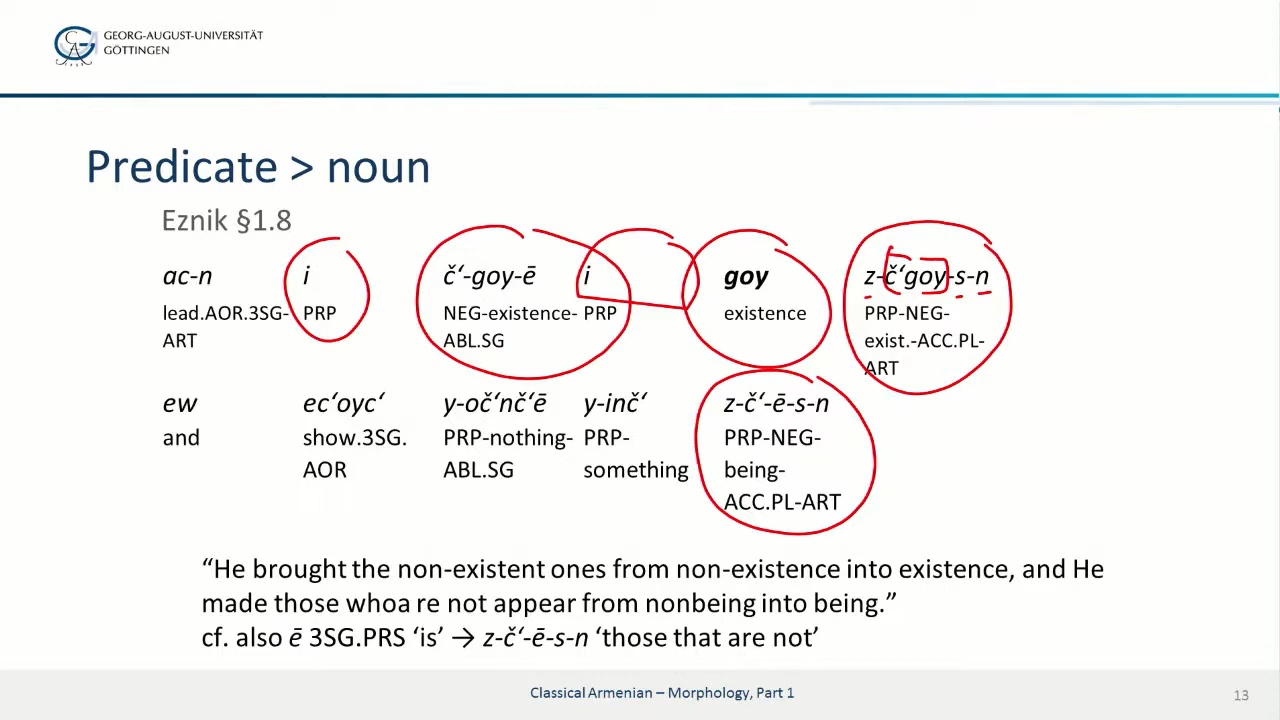 GEORG-AUGUST-UNIVERSITÄT
GÖTTINGEN
Predicate > noun
Eznik §1.8
ac-n i č‘-goy-ē i goy z-č‘goy-s-n
lead.AOR.3SG- PRP NEG-existence- PRP existence PRP-NEG-
ART ABL.SG exist.-ACC.PL-
ART
ew ec‘oyc‘ y-oč‘nč‘ē y-inč‘ z-č‘-ē-s-n
and show.3SG. PRP-nothing- PRP- PRP-NEG-
AOR ABL.SG something being-
ACC.PL-ART
“He brought the non-existent ones from non-existence into existence, and He
made those whoa re not appear from nonbeing into being.”
cf. also ē 3SG.PRS ‘is’ → z-č‘-ē-s-n ‘those that are not’
Classical Armenian – Morphology, Part 1
13